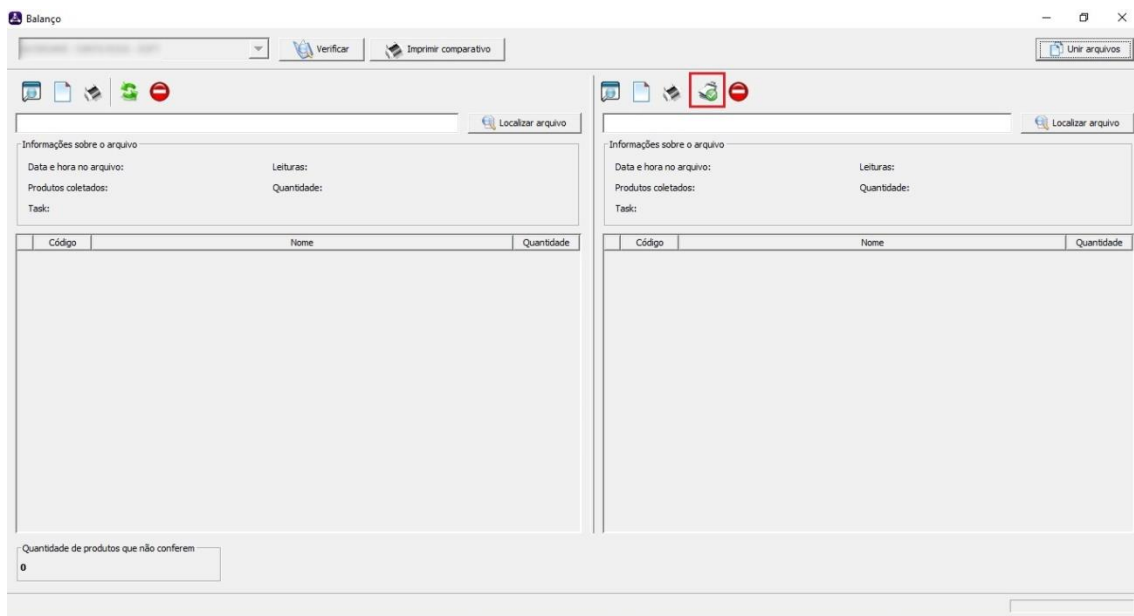 Balanço
Verificar
Imprimir comparativo
Unir arquivos
Localizar arquivo
Informações sobre o arquivo
Data e hora no arquivo:
Leituras:
Produtos coletados:
Quantidade:
Task:
Código
Nome
Quantidade
Localizar arquivo
Informações sobre o arquivo
Data e hora no arquivo:
Leituras:
Produtos coletados:
Quantidade:
Task:
Código
Nome
Quantidade
Quantidade de produtos que não conferem
0